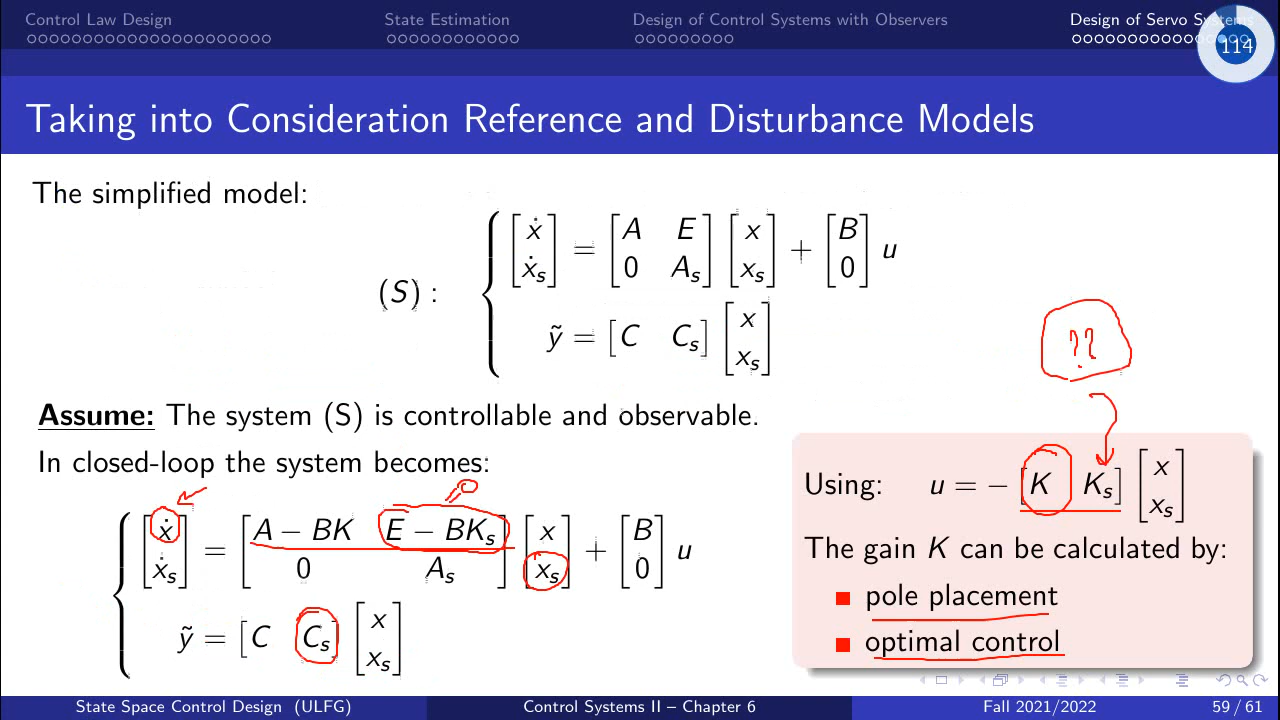 Control Law Design State Estimation Design of Control Systems with Observers Design of Servo Systems
114
Taking into Consideration Reference and Disturbance Models
The simplified model:
(S) : { [ẋ; ẋₛ] = [A E; 0 Aₛ] [x; xₛ] + [B; 0] u
ỹ = [C Cₛ] [x; xₛ]
??
Assume: The system (S) is controllable and observable.
In closed-loop the system becomes:
0
{ [ẋ; ẋₛ] = [A − BK E − BKₛ; 0 Aₛ] [x; xₛ] + [B; 0] u
ỹ = [C Cₛ] [x; xₛ]
Using: u = − [K Kₛ] [x; xₛ]
The gain K can be calculated by:
pole placement
optimal control
State Space Control Design (ULFG) Control Systems II – Chapter 6 Fall 2021/2022 59 / 61